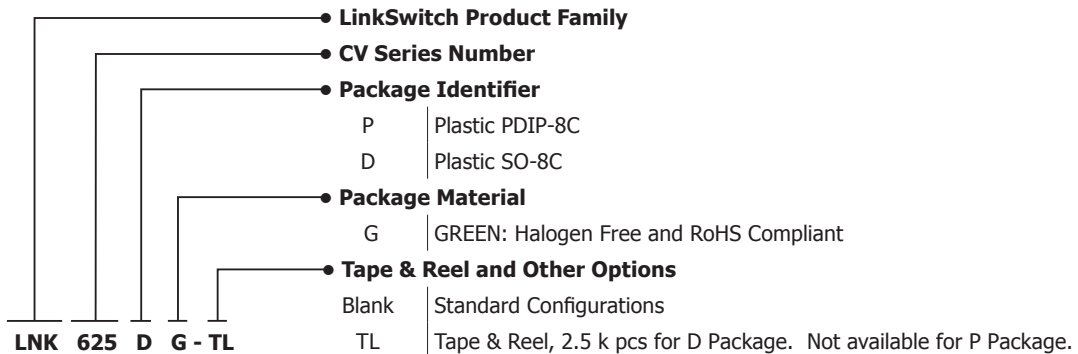 LinkSwitch Product Family
CV Series Number
Package Identifier
P Plastic PDIP-8C
D Plastic SO-8C
Package Material
G GREEN: Halogen Free and RoHS Compliant
Tape & Reel and Other Options
Blank Standard Configurations
LNK 625 D G - TL TL Tape & Reel, 2.5 k pcs for D Package. Not available for P Package.